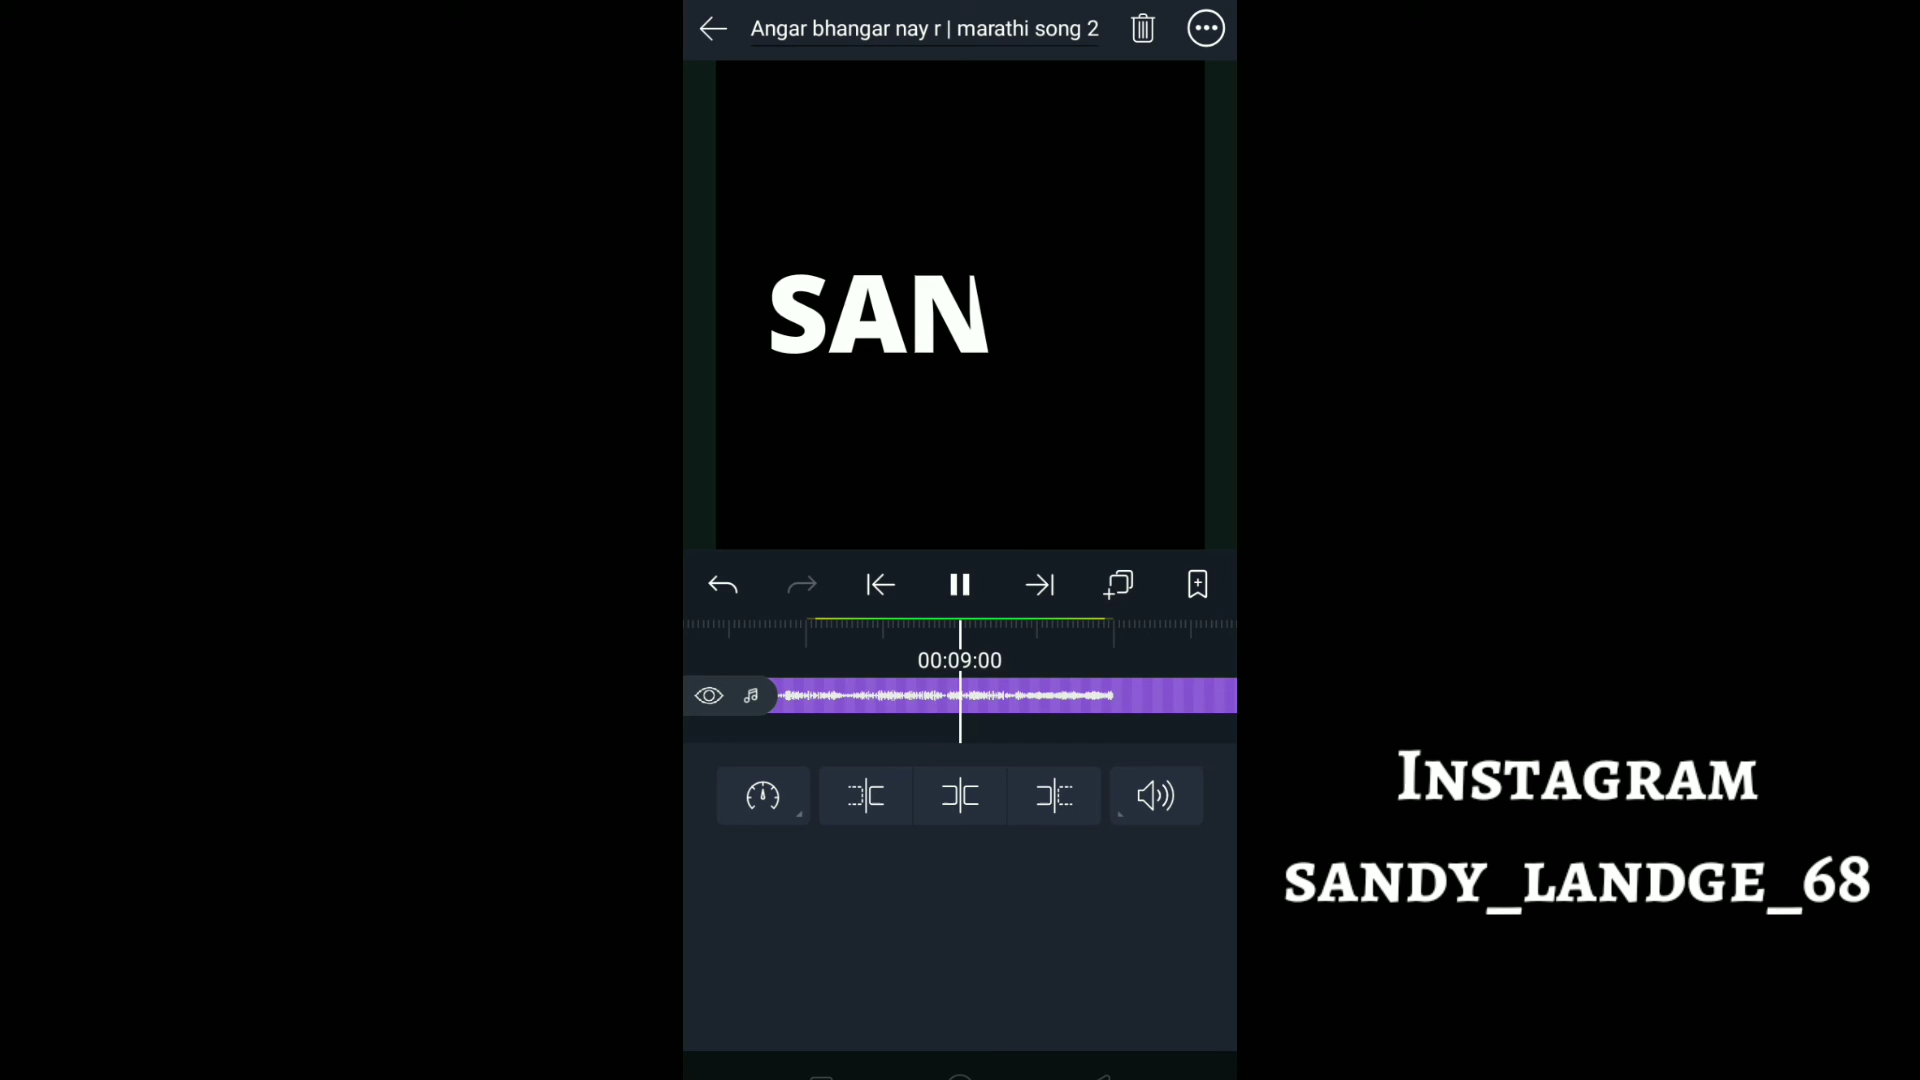 Angar bhangar nay r | marathi song 2
SAN
00:09:00
INSTAGRAM
SANDY_LANDGE_68